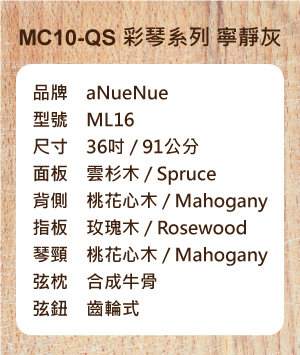 MC10-QS 彩琴系列 寧靜灰
品牌 aNueNue
型號 ML16
尺寸 36吋 / 91公分
面板 雲杉木 / Spruce
背側 桃花心木 / Mahogany
指板 玫瑰木 / Rosewood
琴頸 桃花心木 / Mahogany
弦枕 合成牛骨
弦鈕 齒輪式